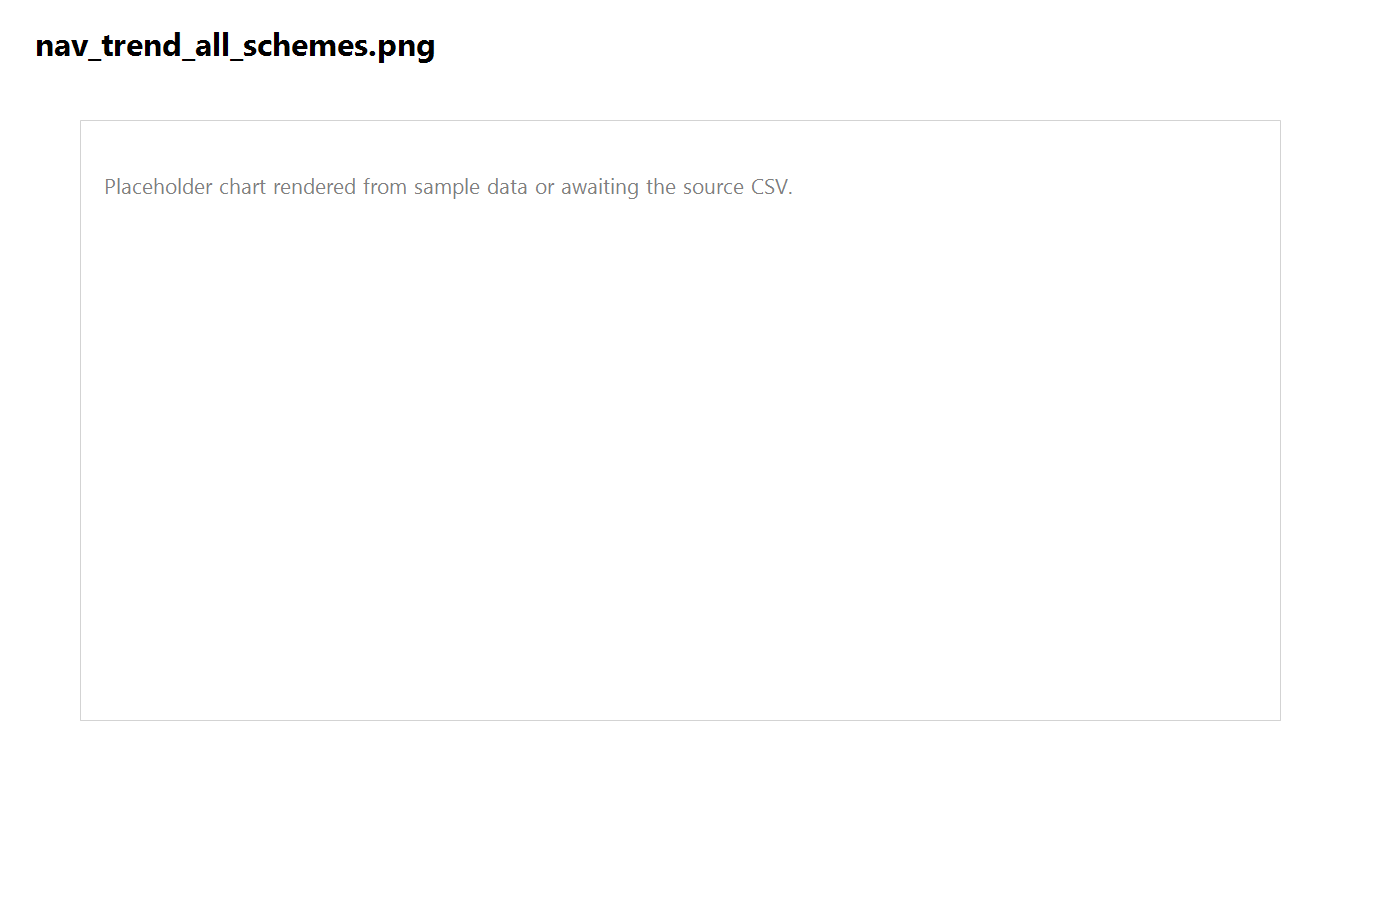 nav_trend_all_schemes.png
Placeholder chart rendered from sample data or awaiting the source CSV.